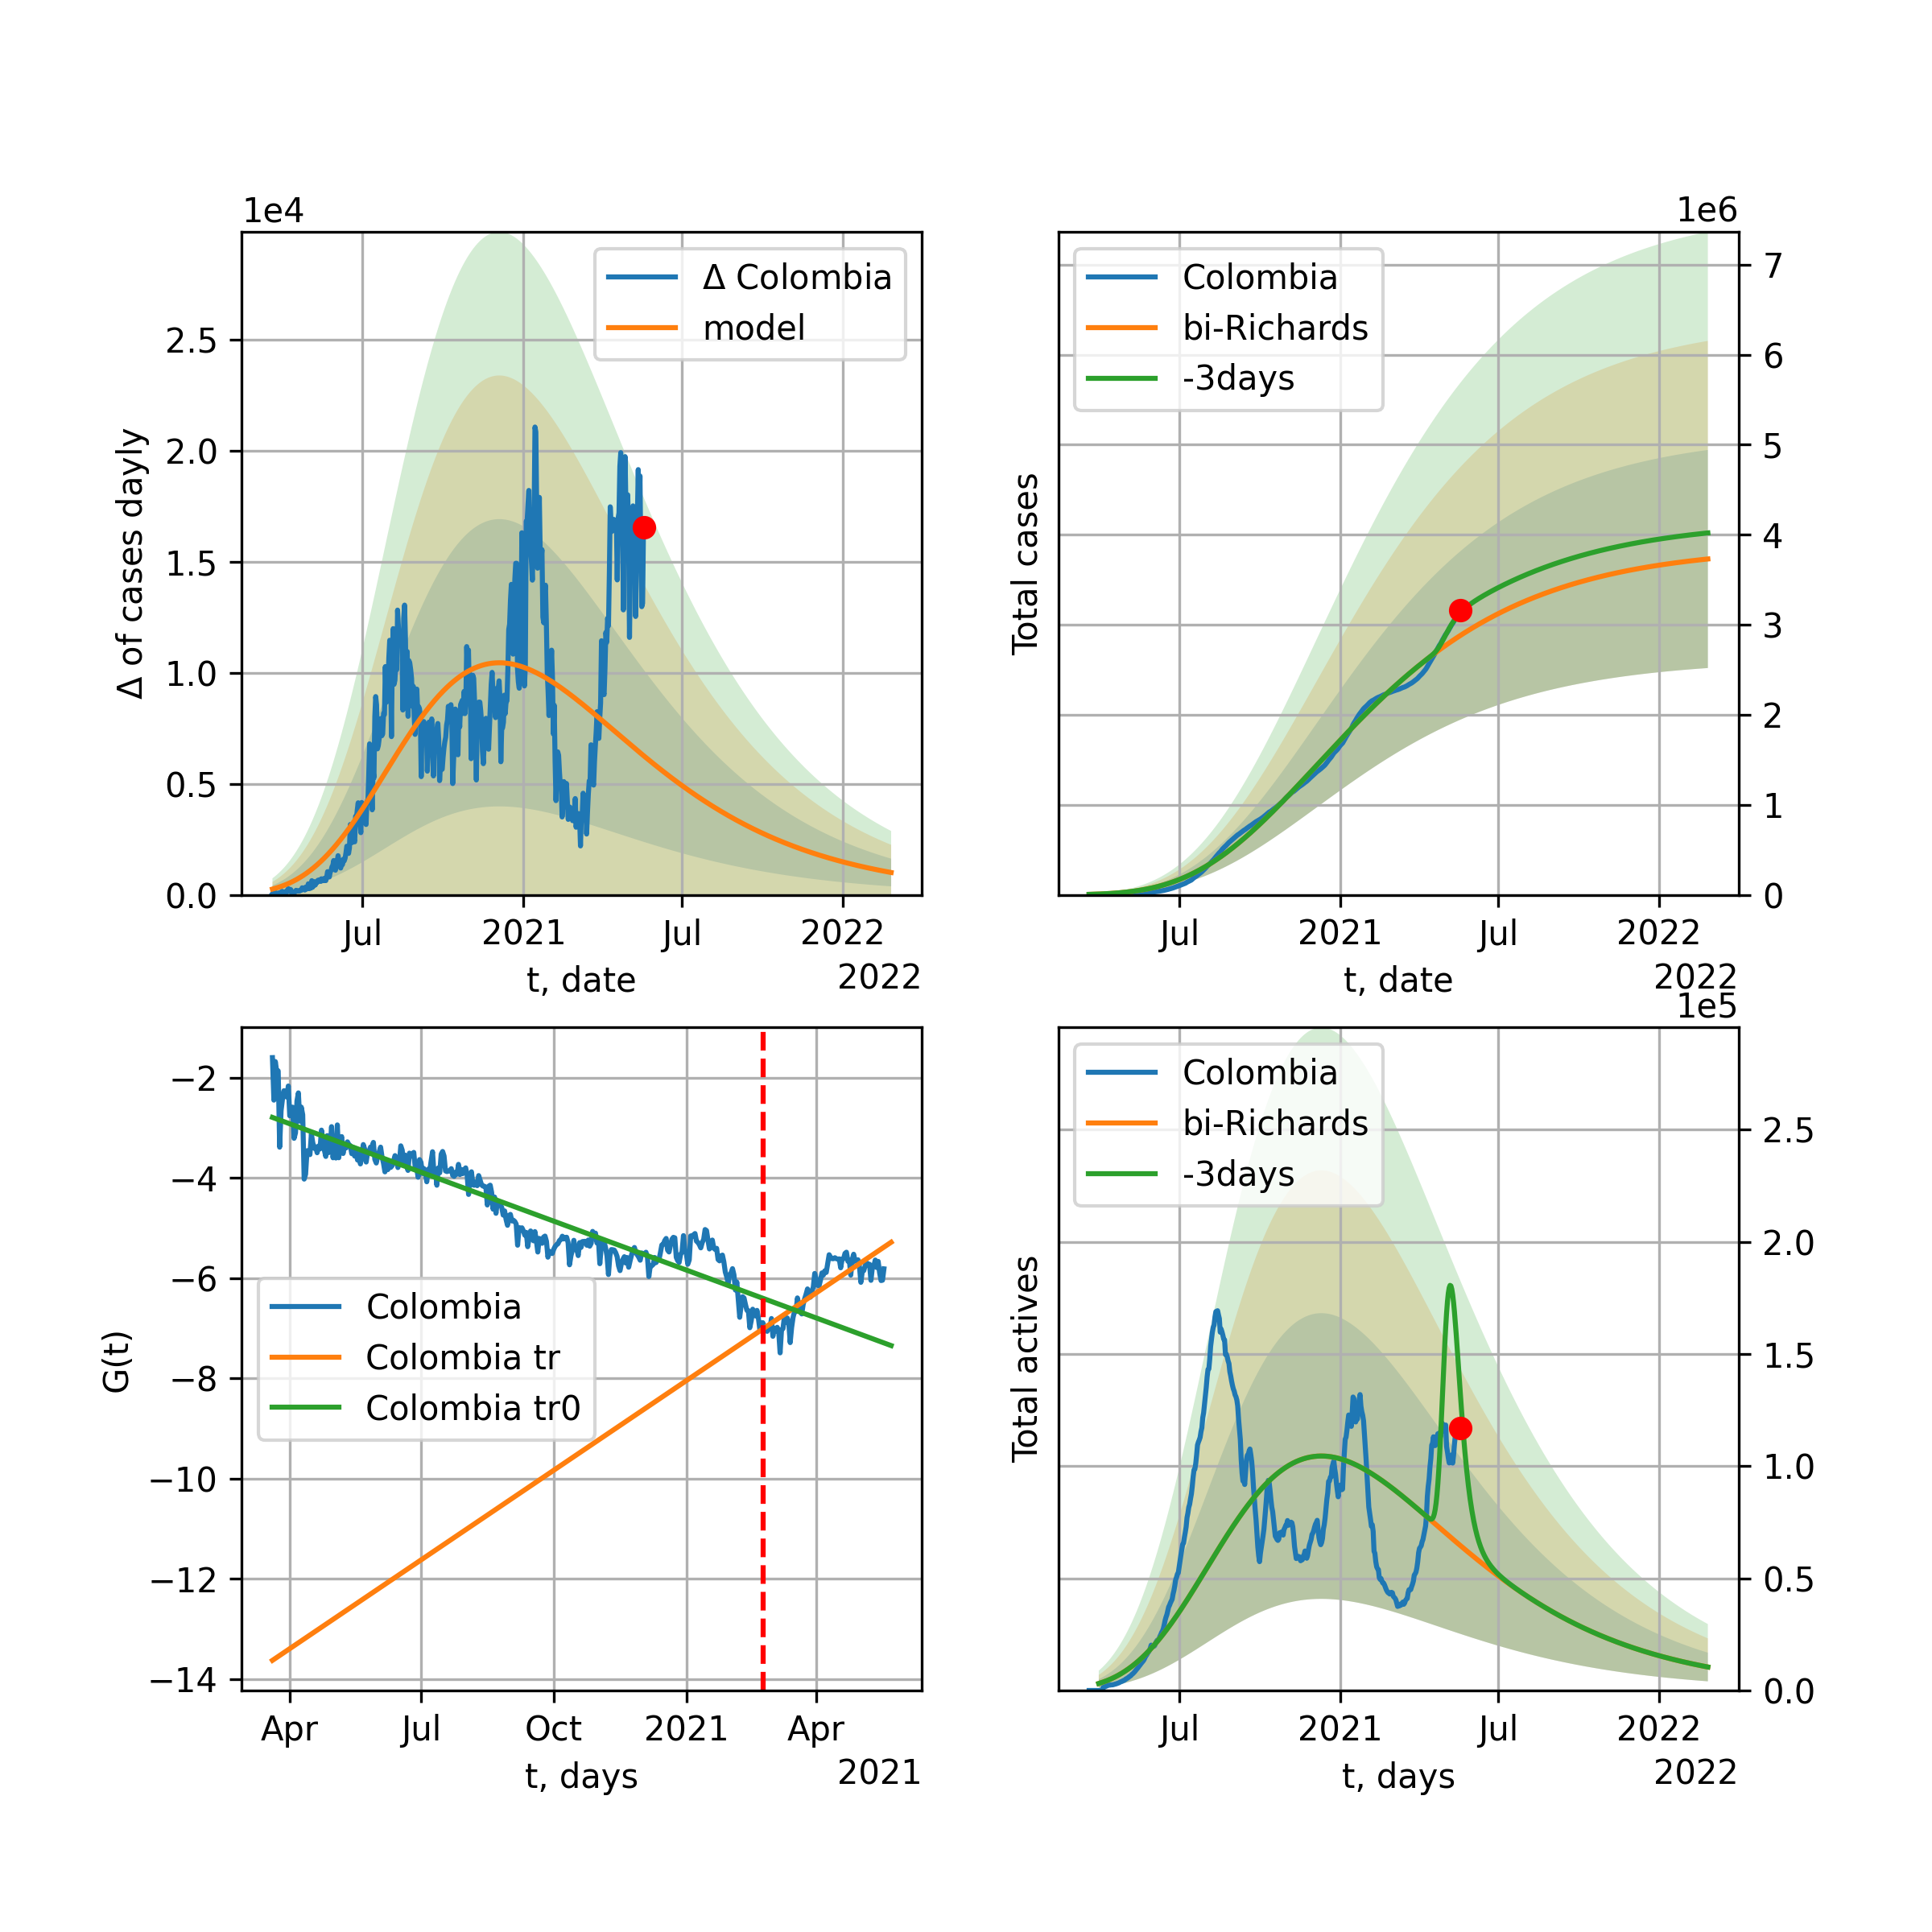 1e4
Δ of cases dayly
2.5
2.0
1.5
1.0
0.5
0.0
Δ Colombia
model
Jul
2021
Jul
2022
t, date
2022
1e6
Total cases
Colombia
bi-Richards
-3days
7
6
5
4
3
2
1
0
Jul
2021
Jul
2022
t, date
2022
G(t)
−2
−4
−6
−8
−10
−12
−14
Colombia
Colombia tr
Colombia tr0
Apr
Jul
Oct
2021
Apr
t, days
2021
1e5
Total actives
Colombia
bi-Richards
-3days
2.5
2.0
1.5
1.0
0.5
0.0
Jul
2021
Jul
2022
t, days
2022